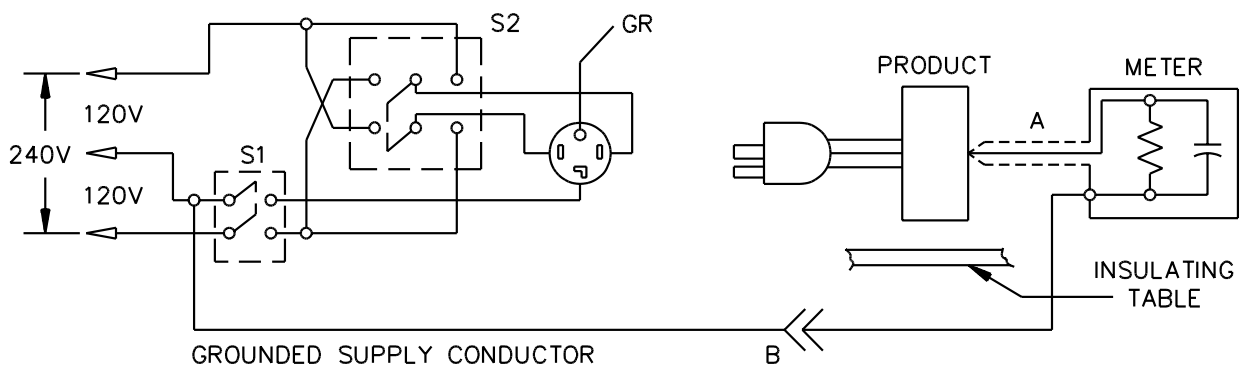 S2
GR
120V
240V
S1
120V
GROUNDED SUPPLY CONDUCTOR
B
PRODUCT
METER
A
INSULATING
TABLE